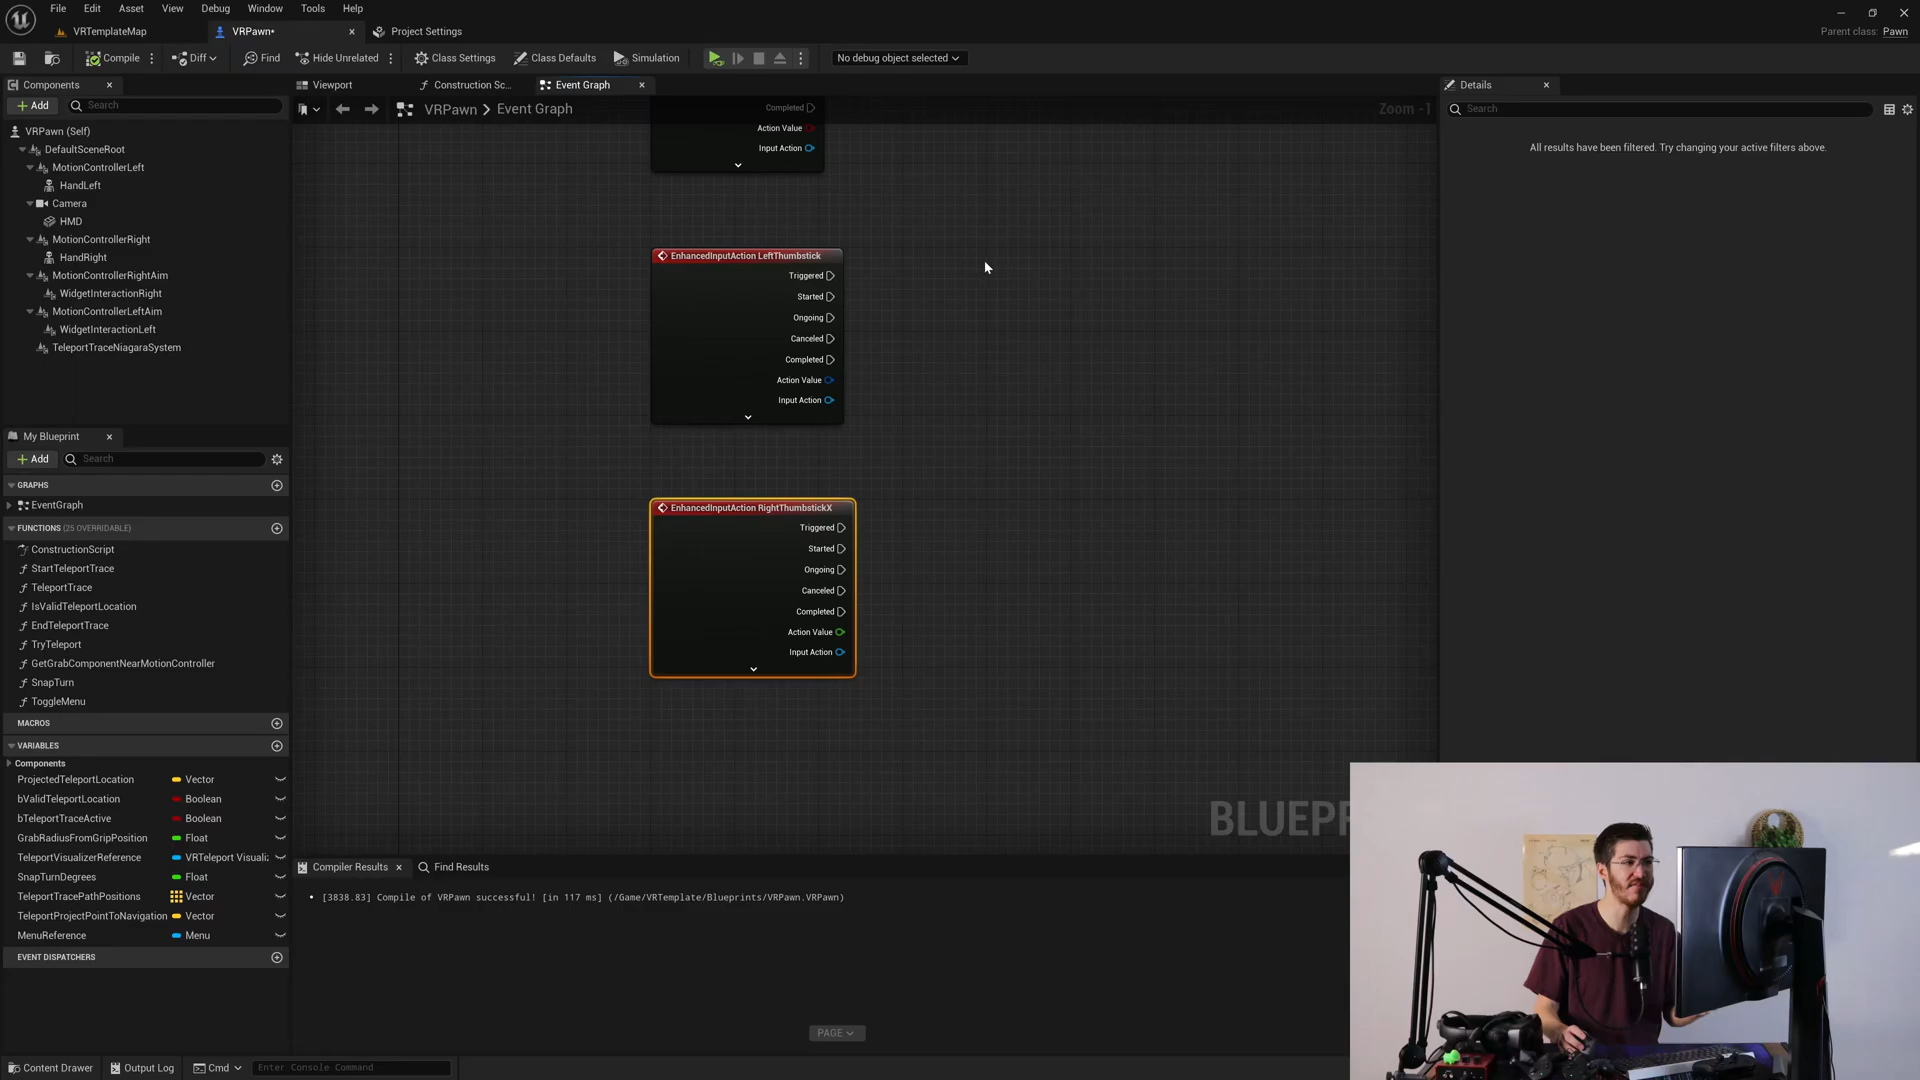 File Edit Asset View Debug Window Tools Help
VRTemplateMap VRPawn* Project Settings Parent class: Pawn
Compile Diff Find Hide Unrelated Class Settings Class Defaults Simulation No debug object selected
Components
Add Search
VRPawn (Self)
DefaultSceneRoot
MotionControllerLeft
HandLeft
Camera
HMD
MotionControllerRight
HandRight
MotionControllerRightAim
WidgetInteractionRight
MotionControllerLeftAim
WidgetInteractionLeft
TeleportTraceNiagaraSystem
My Blueprint
Add Search
GRAPHS
EventGraph
FUNCTIONS (25 OVERRIDABLE)
ConstructionScript
StartTeleportTrace
TeleportTrace
IsValidTeleportLocation
EndTeleportTrace
TryTeleport
GetGrabComponentNearMotionController
SnapTurn
ToggleMenu
MACROS
VARIABLES
Components
ProjectedTeleportLocation Vector
bValidTeleportLocation Boolean
bTeleportTraceActive Boolean
GrabRadiusFromGripPosition Float
TeleportVisualizerReference VRTeleport Visuali
SnapTurnDegrees Float
TeleportTracePathPositions Vector
TeleportProjectPointToNavigation Vector
MenuReference Menu
EVENT DISPATCHERS
Viewport Construction Sc... Event Graph
VRPawn > Event Graph Zoom -1
Completed
Action Value
Input Action
EnhancedInputAction LeftThumbstick
Triggered
Started
Ongoing
Canceled
Completed
Action Value
Input Action
EnhancedInputAction RightThumbstickX
Triggered
Started
Ongoing
Canceled
Completed
Action Value
Input Action
BLUEP
Compiler Results Find Results
[3838.83] Compile of VRPawn successful! [in 117 ms] (/Game/VRTemplate/Blueprints/VRPawn.VRPawn)
PAGE
Details
Search
All results have been filtered. Try changing your active filters above.
Content Drawer Output Log Cmd Enter Console Command